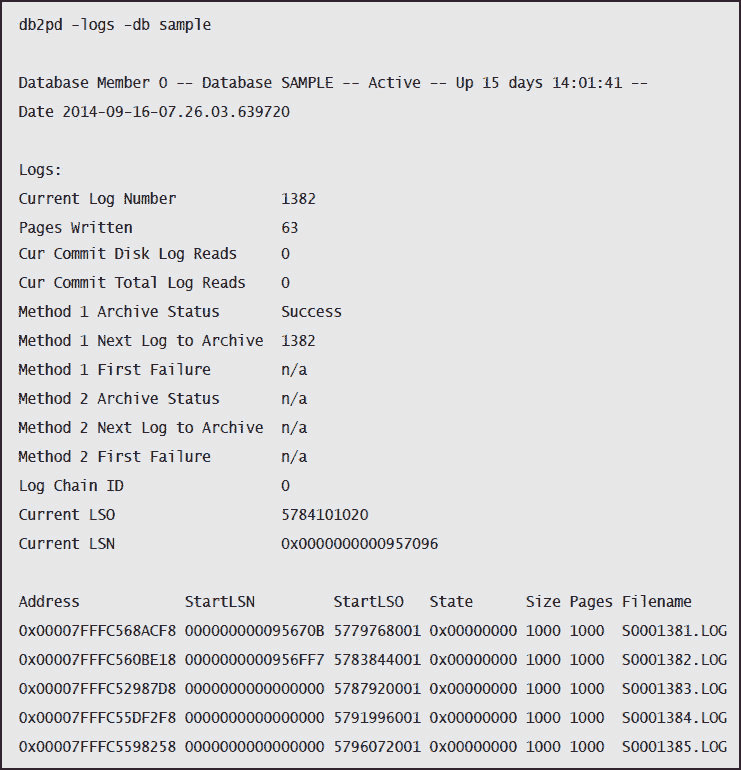 db2pd -logs -db sample
Database Member 0 -- Database SAMPLE -- Active -- Up 15 days 14:01:41 --
Date 2014-09-16-07.26.03.639720
Logs:
Current Log Number 1382
Pages Written 63
Cur Commit Disk Log Reads 0
Cur Commit Total Log Reads 0
Method 1 Archive Status Success
Method 1 Next Log to Archive 1382
Method 1 First Failure n/a
Method 2 Archive Status n/a
Method 2 Next Log to Archive n/a
Method 2 First Failure n/a
Log Chain ID 0
Current LSO 5784101020
Current LSN 0x0000000000957096
Address StartLSN StartLSO State Size Pages Filename
0x00007FFFC568ACF8 000000000095670B 5779768001 0x00000000 1000 1000 S0001381.LOG
0x00007FFFC560BE18 0000000000956FF7 5783844001 0x00000000 1000 1000 S0001382.LOG
0x00007FFFC52987D8 0000000000000000 5787920001 0x00000000 1000 1000 S0001383.LOG
0x00007FFFC55DF2F8 0000000000000000 5791996001 0x00000000 1000 1000 S0001384.LOG
0x00007FFFC5598258 0000000000000000 5796072001 0x00000000 1000 1000 S0001385.LOG